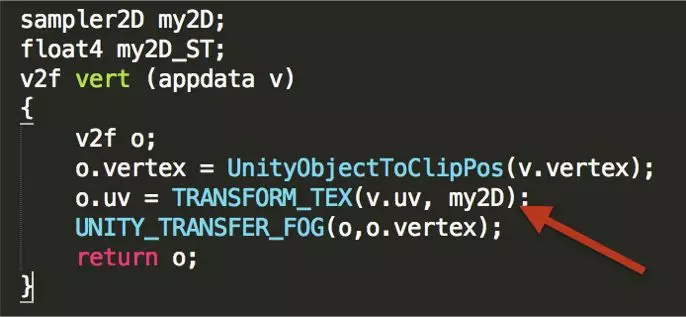 sampler2D my2D;
float4 my2D_ST;
v2f vert (appdata v)
{
    v2f o;
    o.vertex = UnityObjectToClipPos(v.vertex);
    o.uv = TRANSFORM_TEX(v.uv, my2D);
    UNITY_TRANSFER_FOG(o,o.vertex);
    return o;
}